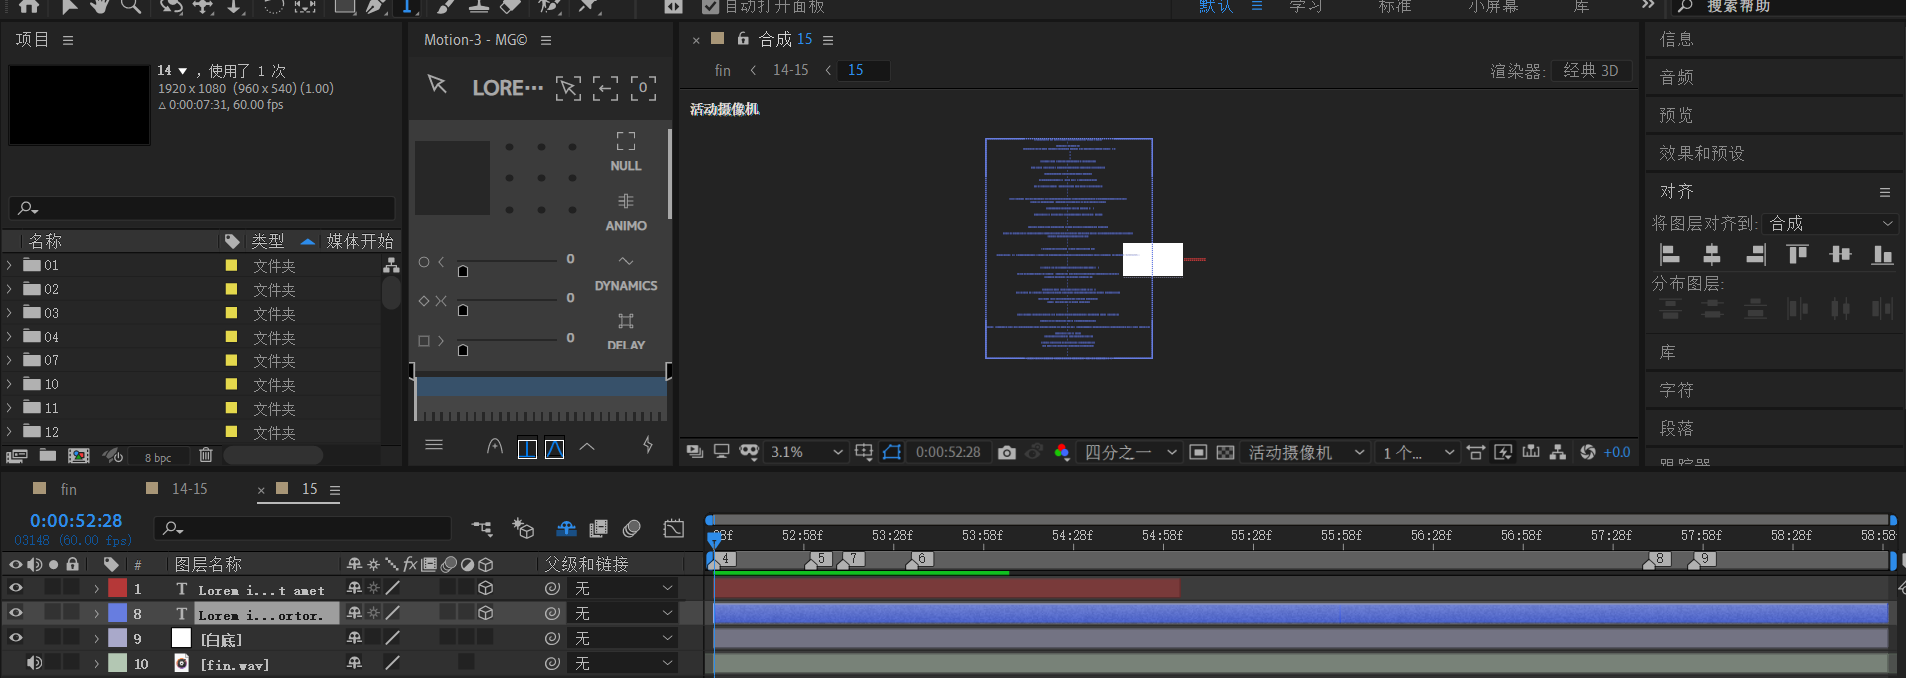 自动打开面板
默认
学习
标准
小屏幕
库
搜索帮助
项目
14 ，使用了 1 次
1920 x 1080 (960 x 540) (1.00)
△ 0:00:07:31, 60.00 fps
名称 类型 媒体开始
01 文件夹
02 文件夹
03 文件夹
04 文件夹
07 文件夹
10 文件夹
11 文件夹
12 文件夹
8 bpc
Motion-3 - MG©
LORE···
0
NULL
ANIMO
DYNAMICS
DELAY
0
0
0
合成 15
fin 14-15 15
渲染器: 经典 3D
活动摄像机
3.1%
0:00:52:28
四分之一
活动摄像机
1 个...
+0.0
信息
音频
预览
效果和预设
对齐
将图层对齐到: 合成
分布图层:
库
字符
段落
跟踪器
fin
14-15
15
0:00:52:28
03148 (60.00 fps)
# 图层名称 父级和链接
1 T Lorem i...t amet 无
8 T Lorem i...ortor. 无
9 [白底] 无
10 [fin.wav] 无
28f 52:58f 53:28f 53:58f 54:28f 54:58f 55:28f 55:58f 56:28f 56:58f 57:28f 57:58f 58:28f 58:58
4 5 7 6 8 9